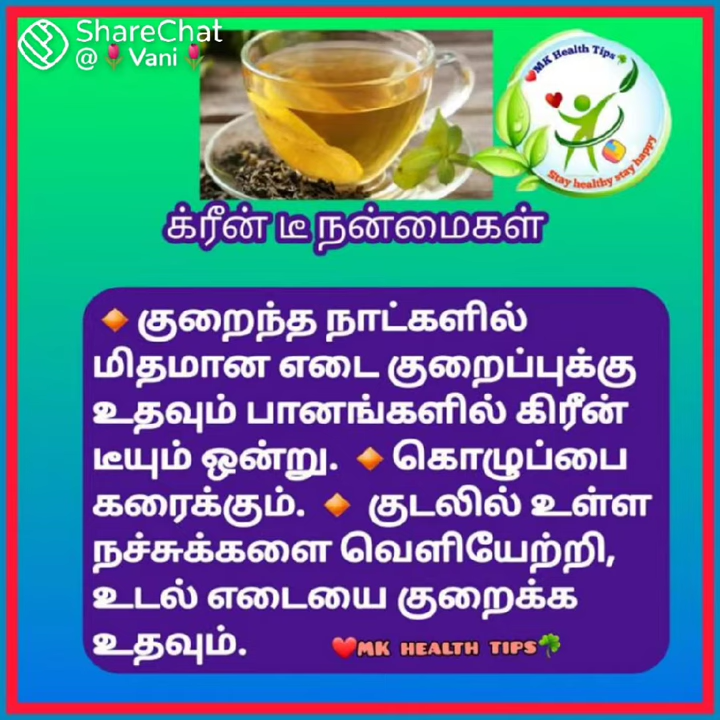 ShareChat
@🌷Vani🌷
MK Health Tips
Stay healthy stay happy
க்ரீன் டீ நன்மைகள்
🔸குறைந்த நாட்களில்
மிதமான எடை குறைப்புக்கு
உதவும் பானங்களில் கிரீன்
டீயும் ஒன்று. 🔸கொழுப்பை
கரைக்கும். 🔸 குடலில் உள்ள
நச்சுக்களை வெளியேற்றி,
உடல் எடையை குறைக்க
உதவும். ❤️MK HEALTH TIPS☘️